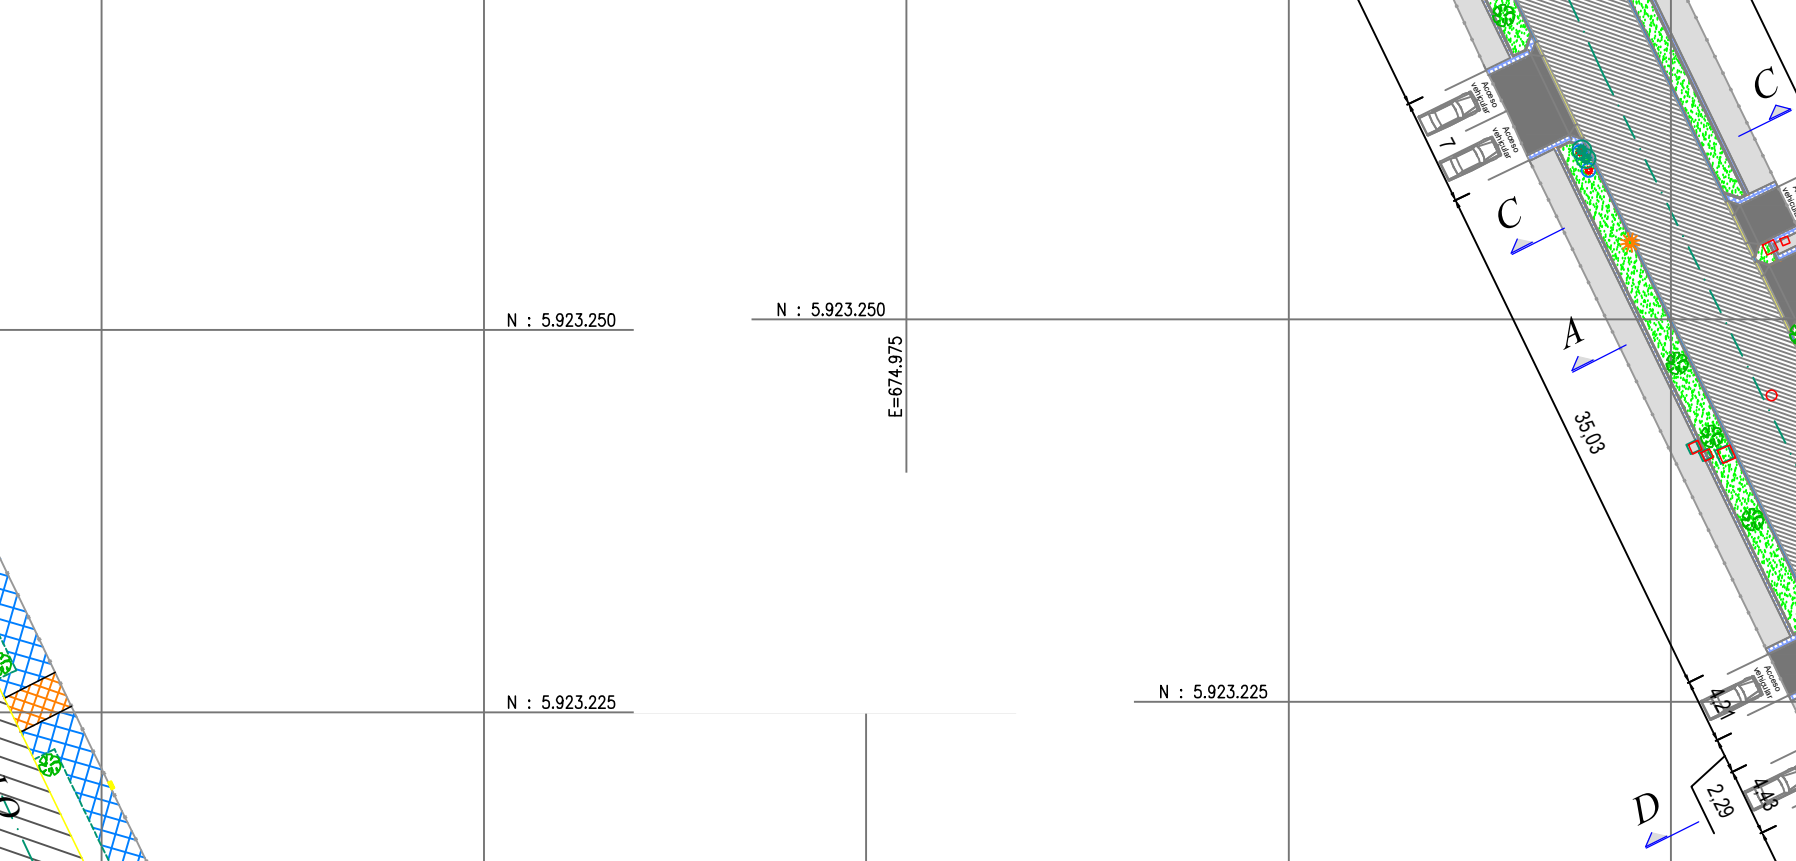 C
Acceso
vehicular
7
Acceso
vehicular
C
N : 5.923.250
N : 5.923.250
E=674.975
A
35,03
N : 5.923.225
N : 5.923.225
Acceso
vehicular
4,21
D
2,29
4,43